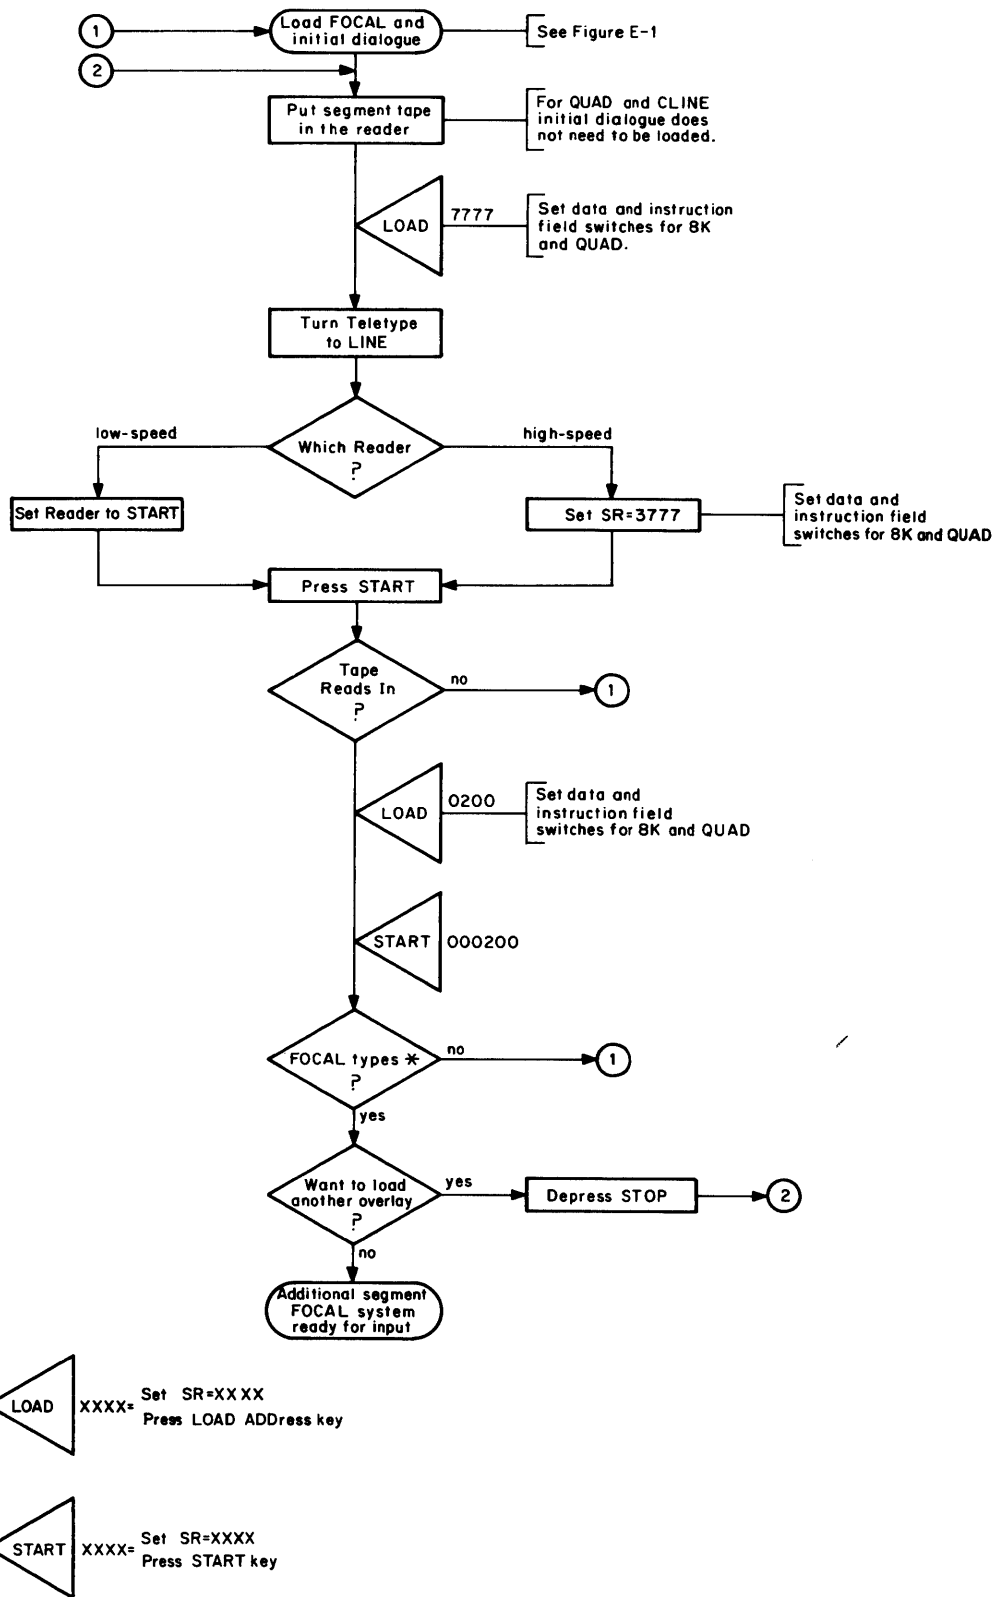 1
Load FOCAL and
initial dialogue
See Figure E-1
2
Put segment tape
in the reader
For QUAD and CLINE
initial dialogue does
not need to be loaded.
LOAD
7777
Set data and instruction
field switches for 8K
and QUAD.
Turn Teletype
to LINE
low-speed
Which Reader
?
high-speed
Set Reader to START
Set SR=3777
Set data and
instruction field
switches for 8K and QUAD
Press START
Tape
Reads In
?
no
1
LOAD
0200
Set data and
instruction field
switches for 8K and QUAD
START
000200
FOCAL types *
?
no
1
yes
Want to load
another overlay
?
yes
Depress STOP
2
no
Additional segment
FOCAL system
ready for input
LOAD
XXXX=
Set SR=XXXX
Press LOAD ADDress key
START
XXXX=
Set SR=XXXX
Press START key